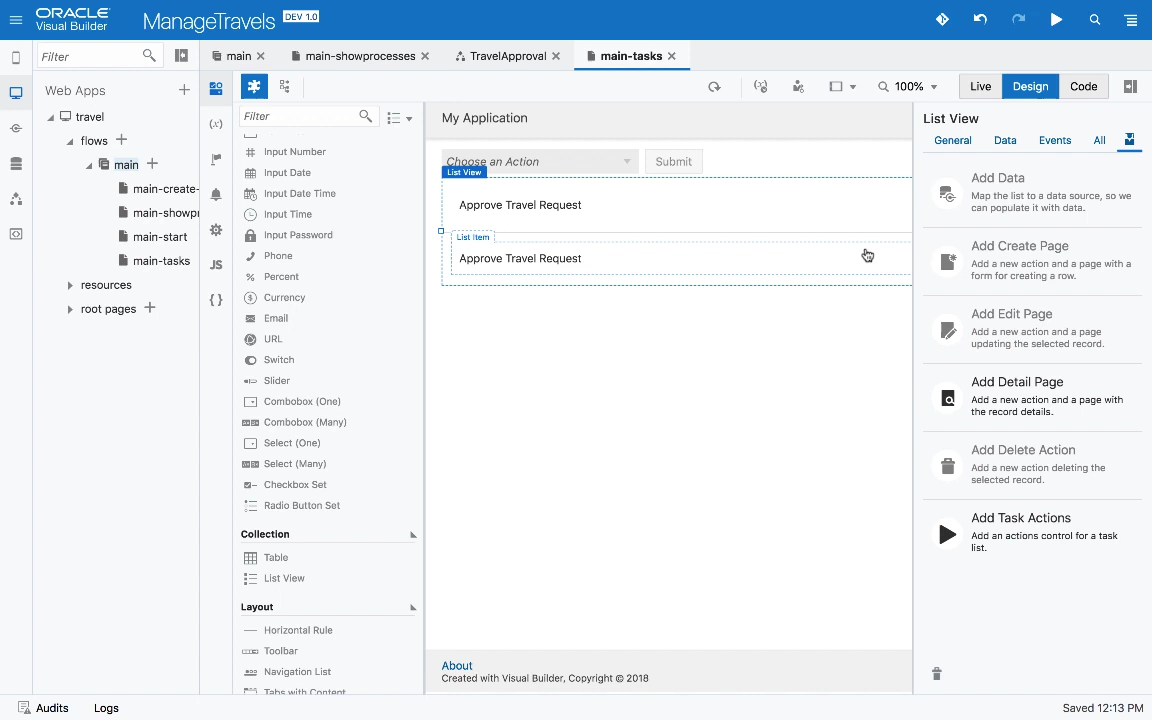 ORACLE
Visual Builder
ManageTravels
DEV 1.0
Filter
main
main-showprocesses
TravelApproval
main-tasks
Web Apps
travel
flows
main
main-create-
main-showpr
main-start
main-tasks
resources
root pages
(x)
JS
{ }
100%
Live
Design
Code
Filter
Input Number
Input Date
Input Date Time
Input Time
Input Password
Phone
Percent
Currency
Email
URL
Switch
Slider
Combobox (One)
Combobox (Many)
Select (One)
Select (Many)
Checkbox Set
Radio Button Set
Collection
Table
List View
Layout
Horizontal Rule
Toolbar
Navigation List
Tabs with Content
My Application
Choose an Action
Submit
List View
Approve Travel Request
List Item
Approve Travel Request
About
Created with Visual Builder, Copyright © 2018
List View
General
Data
Events
All
Add Data
Map the list to a data source, so we
can populate it with data.
Add Create Page
Add a new action and a page with a
form for creating a row.
Add Edit Page
Add a new action and a page
updating the selected record.
Add Detail Page
Add a new action and a page with
the record details.
Add Delete Action
Add a new action deleting the
selected record.
Add Task Actions
Add an actions control for a task
list.
Audits
Logs
Saved 12:13 PM